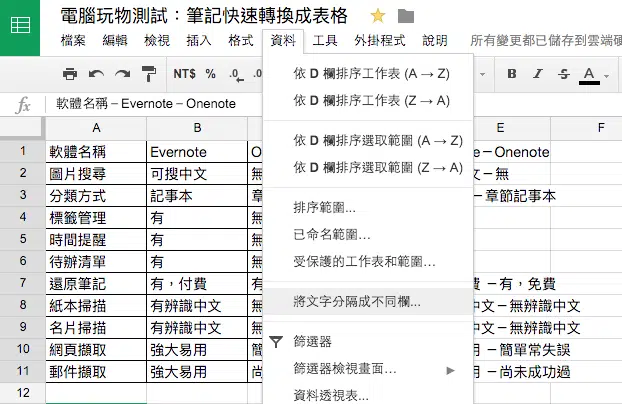 電腦玩物測試：筆記快速轉換成表格
檔案 編輯 檢視 插入 格式 資料 工具 外掛程式 說明 所有變更都已儲存到雲端硬
NT$ % .0 .0 B I S A
fx 軟體名稱－Evernote－Onenote
A B E F
1 軟體名稱 Evernote O e－Onenote
2 圖片搜尋 可搜中文 無 文－無
3 分類方式 記事本 章 －章節記事本
4 標籤管理 有 無
5 時間提醒 有 無
6 待辦清單 有 無
7 還原筆記 有，付費 有 費 －有，免費
8 紙本掃描 有辨識中文 無 中文－無辨識中文
9 名片掃描 有辨識中文 無 中文－無辨識中文
10 網頁擷取 強大易用 簡 用 －簡單常失誤
11 郵件擷取 強大易用 尚 用 －尚未成功過
12
依 D 欄排序工作表 (A → Z)
依 D 欄排序工作表 (Z → A)
依 D 欄排序選取範圍 (A → Z)
依 D 欄排序選取範圍 (Z → A)
排序範圍...
已命名範圍...
受保護的工作表和範圍...
將文字分隔成不同欄...
篩選器
篩選器檢視畫面...
資料透視表...